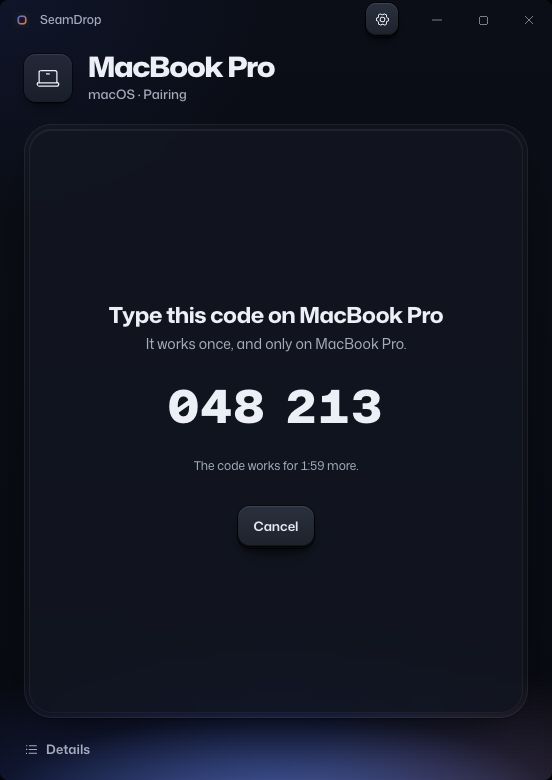 SeamDrop
MacBook Pro
macOS · Pairing
Type this code on MacBook Pro
It works once, and only on MacBook Pro.
048 213
The code works for 1:59 more.
Cancel
Details